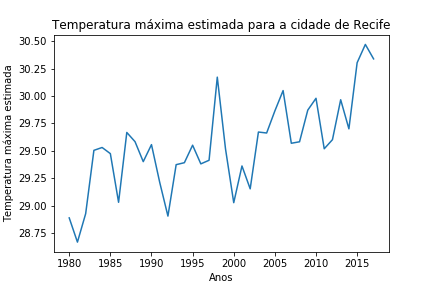 Temperatura máxima estimada para a cidade de Recife
Temperatura máxima estimada
30.50
30.25
30.00
29.75
29.50
29.25
29.00
28.75
1980 1985 1990 1995 2000 2005 2010 2015
Anos